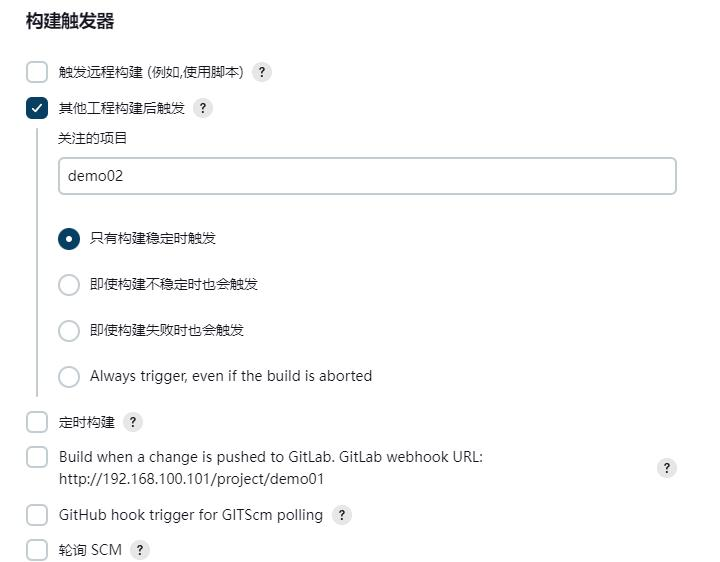 构建触发器
触发远程构建 (例如,使用脚本) ?
其他工程构建后触发 ?
关注的项目
demo02
只有构建稳定时触发
即使构建不稳定时也会触发
即使构建失败时也会触发
Always trigger, even if the build is aborted
定时构建 ?
Build when a change is pushed to GitLab. GitLab webhook URL:
http://192.168.100.101/project/demo01 ?
GitHub hook trigger for GITScm polling ?
轮询 SCM ?